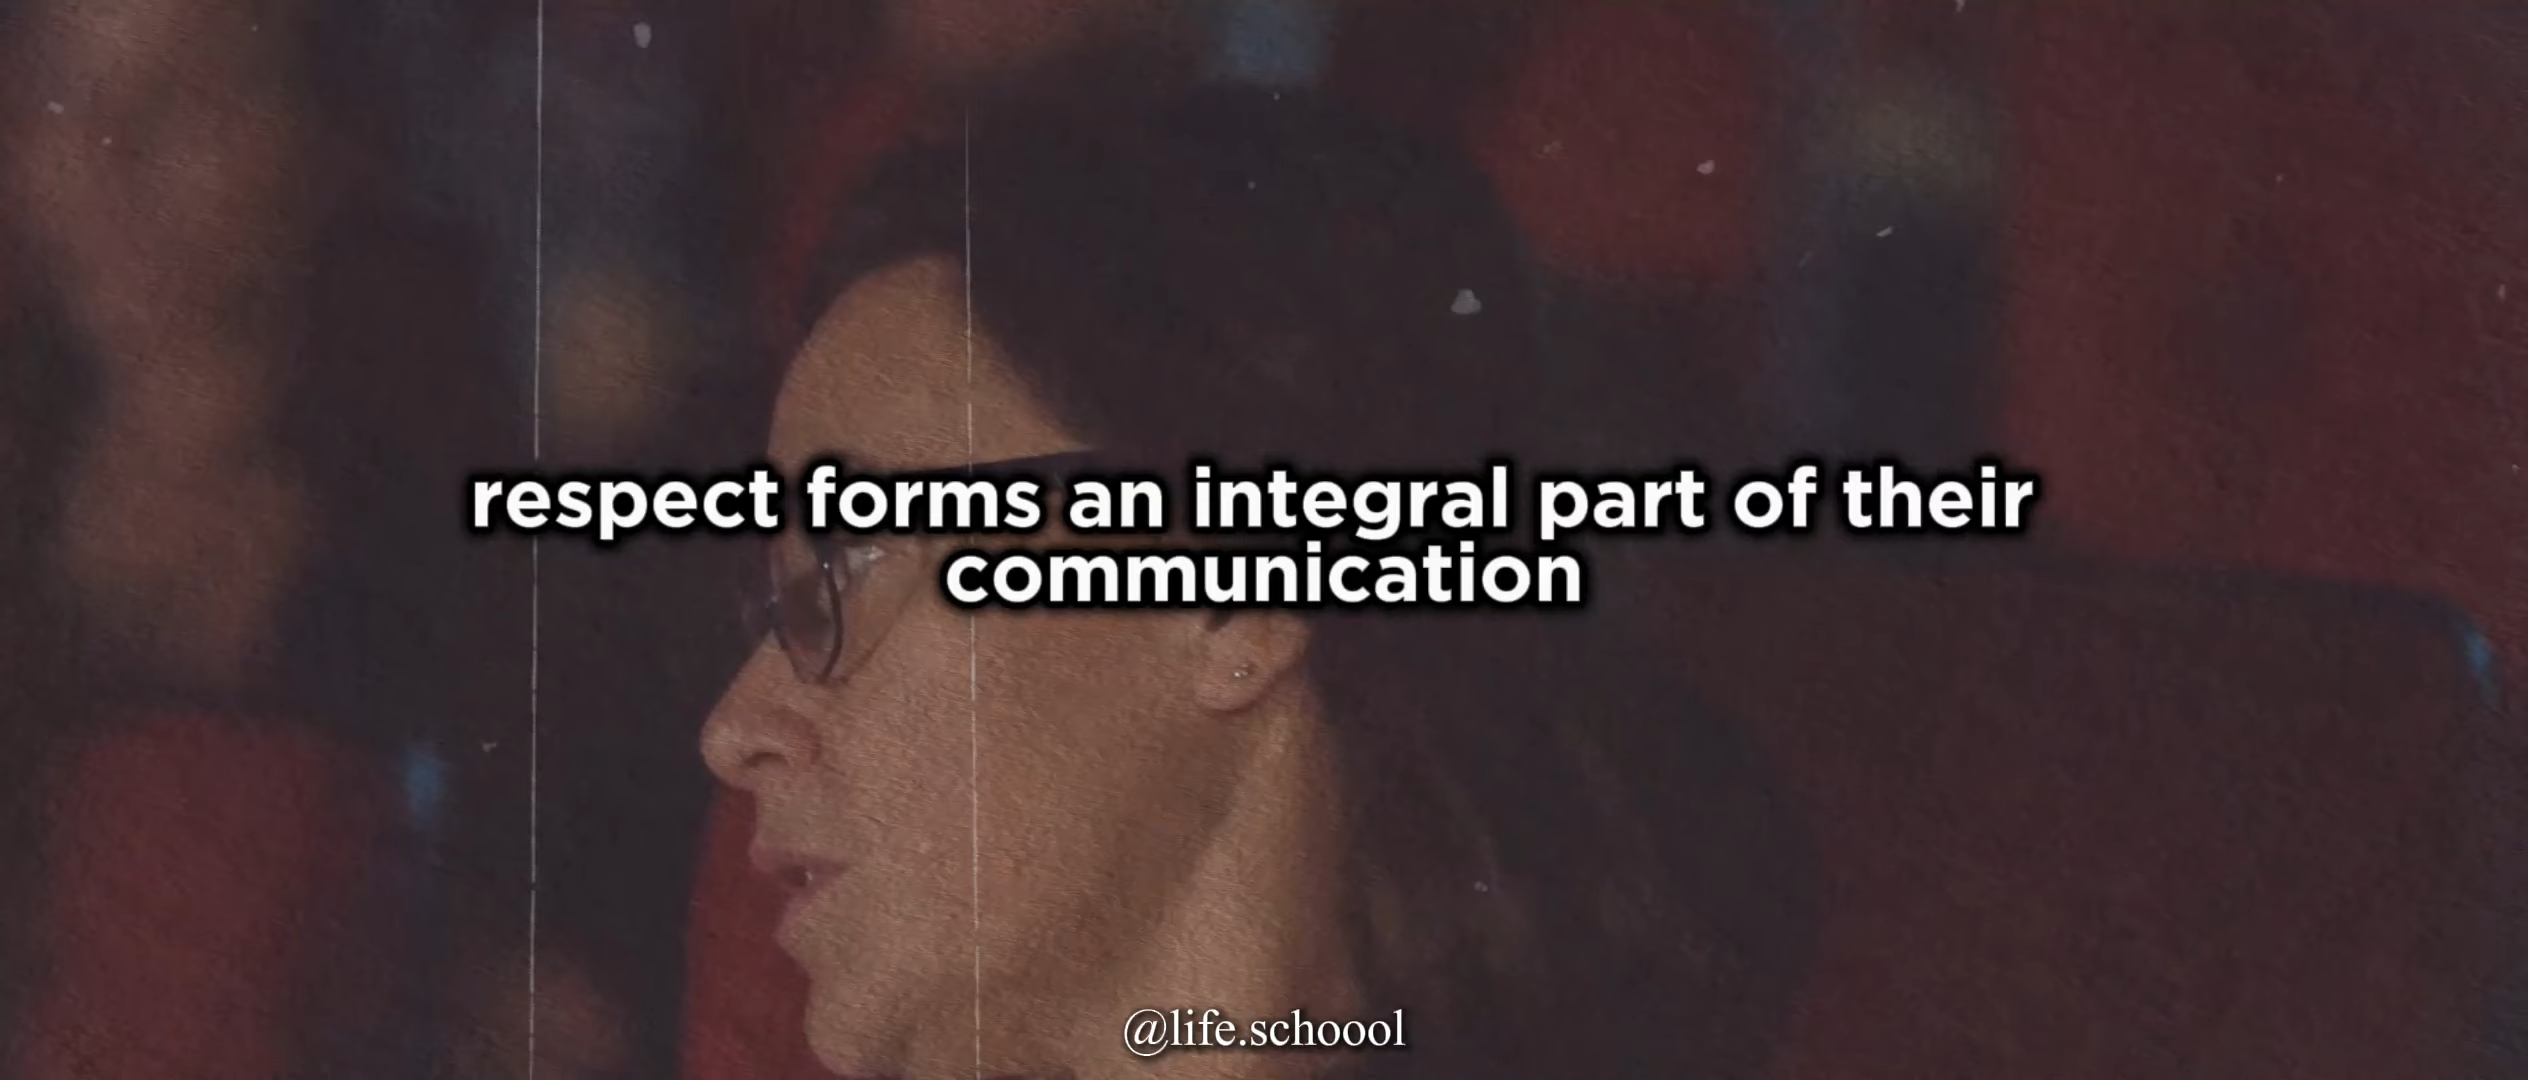 respect forms an integral part of their
communication
@life.schoool